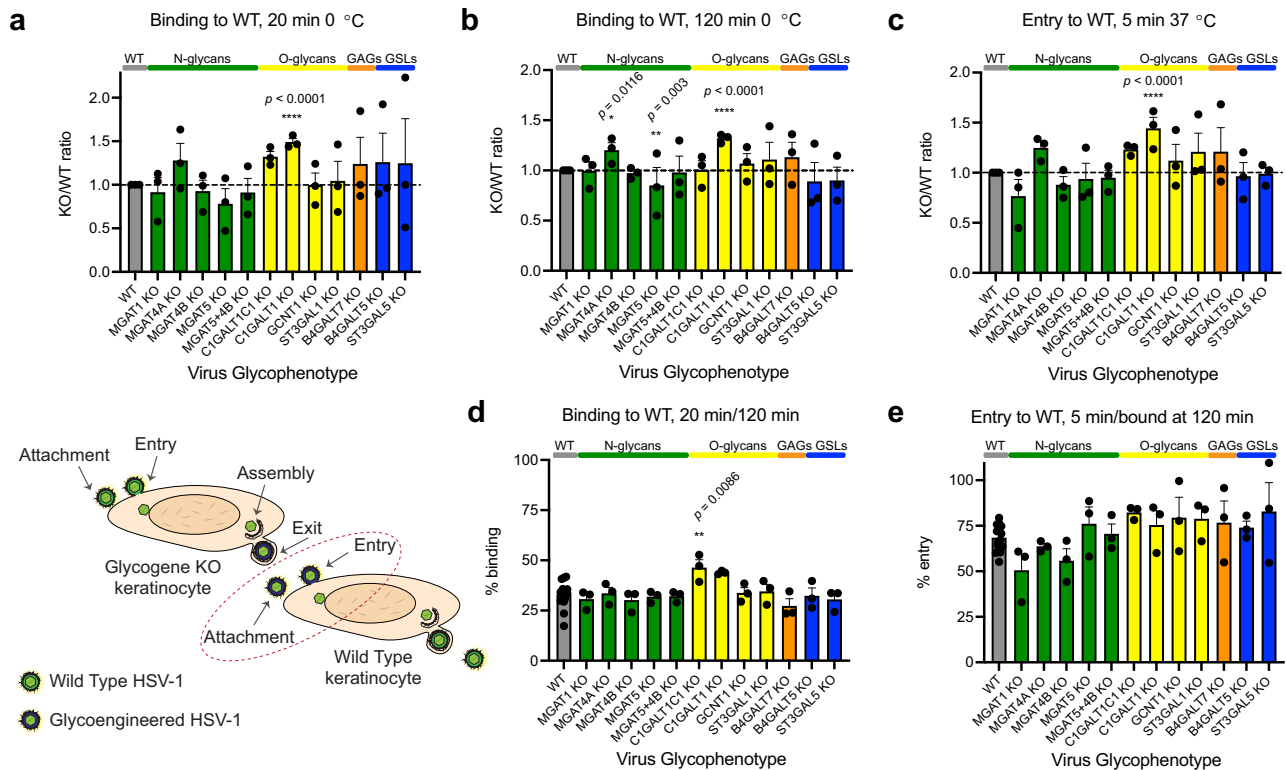 a
Binding to WT, 20 min 0 °C
WT
N-glycans
O-glycans
GAGs
GSLs
p < 0.0001
****
2.0
1.5
1.0
0.5
0.0
KO/WT ratio
WT
MGAT1 KO
MGAT4A KO
MGAT4B KO
MGAT5 KO
MGAT5+4B KO
C1GALT1C1 KO
C1GALT1 KO
GCNT1 KO
ST3GAL1 KO
B4GALT7 KO
B4GALT5 KO
ST3GAL5 KO
Virus Glycophenotype
b
Binding to WT, 120 min 0 °C
WT
N-glycans
O-glycans
GAGs
GSLs
p = 0.0116
*
p = 0.003
**
p < 0.0001
****
2.0
1.5
1.0
0.5
0.0
KO/WT ratio
WT
MGAT1 KO
MGAT4A KO
MGAT4B KO
MGAT5 KO
MGAT5+4B KO
C1GALT1C1 KO
C1GALT1 KO
GCNT1 KO
ST3GAL1 KO
B4GALT7 KO
B4GALT5 KO
ST3GAL5 KO
Virus Glycophenotype
c
Entry to WT, 5 min 37 °C
WT
N-glycans
O-glycans
GAGs
GSLs
p < 0.0001
****
2.0
1.5
1.0
0.5
0.0
KO/WT ratio
WT
MGAT1 KO
MGAT4A KO
MGAT4B KO
MGAT5 KO
MGAT5+4B KO
C1GALT1C1 KO
C1GALT1 KO
GCNT1 KO
ST3GAL1 KO
B4GALT7 KO
B4GALT5 KO
ST3GAL5 KO
Virus Glycophenotype
Attachment
Entry
Assembly
Exit
Glycogene KO
keratinocyte
Entry
Attachment
Wild Type
keratinocyte
Wild Type HSV-1
Glycoengineered HSV-1
d
Binding to WT, 20 min/120 min
WT
N-glycans
O-glycans
GAGs
GSLs
p = 0.0086
**
100
75
50
25
0
% binding
WT
MGAT1 KO
MGAT4A KO
MGAT4B KO
MGAT5 KO
MGAT5+4B KO
C1GALT1C1 KO
C1GALT1 KO
GCNT1 KO
ST3GAL1 KO
B4GALT7 KO
B4GALT5 KO
ST3GAL5 KO
Virus Glycophenotype
e
Entry to WT, 5 min/bound at 120 min
WT
N-glycans
O-glycans
GAGs
GSLs
100
75
50
25
0
% entry
WT
MGAT1 KO
MGAT4A KO
MGAT4B KO
MGAT5 KO
MGAT5+4B KO
C1GALT1C1 KO
C1GALT1 KO
GCNT1 KO
ST3GAL1 KO
B4GALT7 KO
B4GALT5 KO
ST3GAL5 KO
Virus Glycophenotype